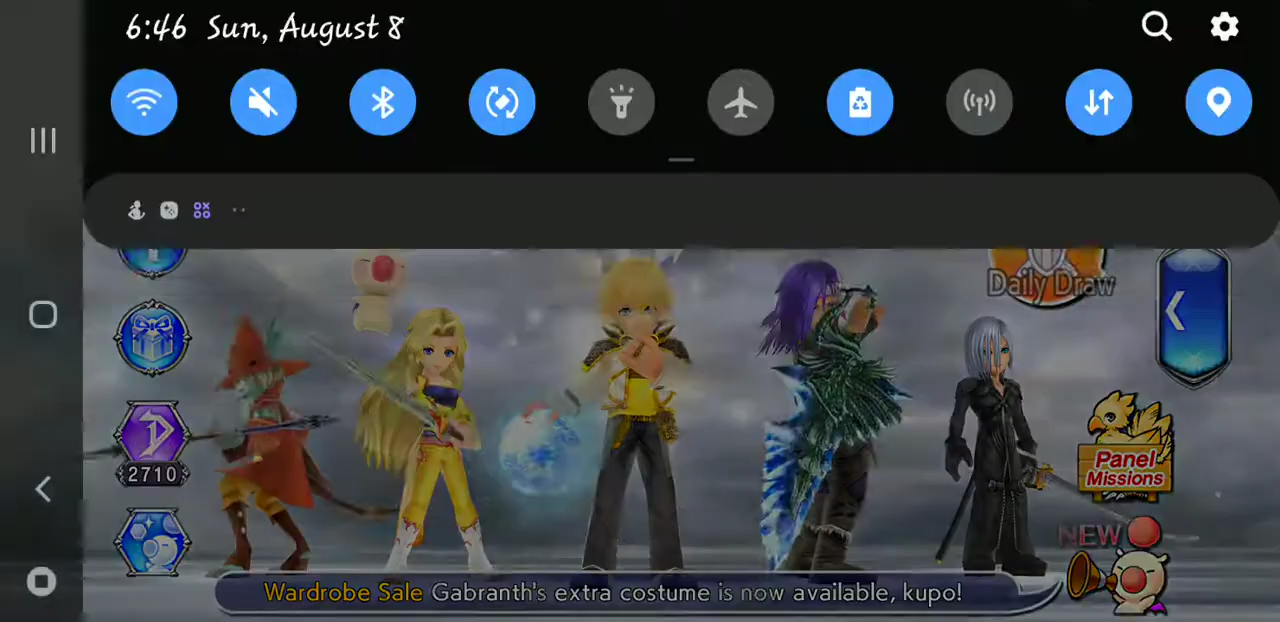 6:46 Sun, August 8
Daily Draw
2710
Panel
Missions
NEW
Wardrobe Sale Gabranth's extra costume is now available, kupo!